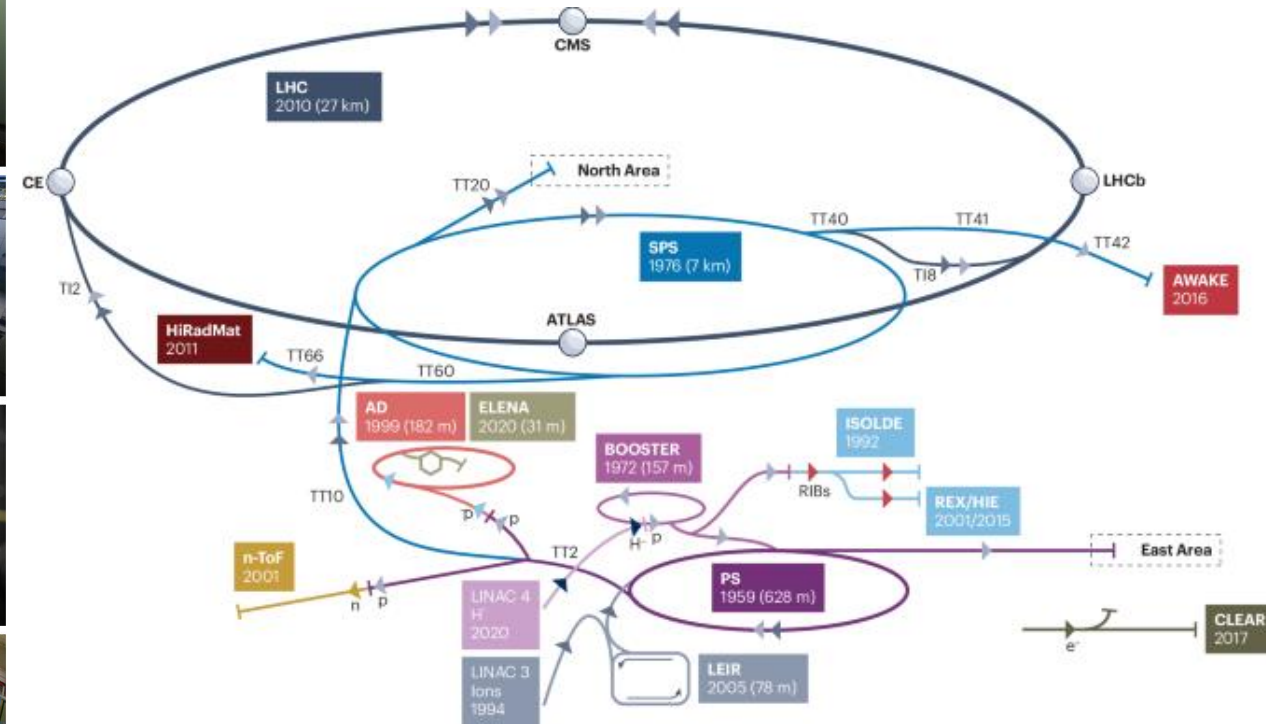 CMS
LHC
2010 (27 km)
North Area
CE
TT20
LHCb
TT40
TT41
SPS
1976 (7 km)
TT42
TI8
TI2
AWAKE
2016
ATLAS
HiRadMat
2011
TT66
TT60
AD
1999 (182 m)
ELENA
2020 (31 m)
ISOLDE
1992
BOOSTER
1972 (157 m)
RIBs
TT10
REX/HIE
2001/2015
p
p
H⁻
p
East Area
n-ToF
2001
TT2
PS
1959 (628 m)
n
p
LINAC 4
H⁻
2020
CLEAR
2017
e⁻
LINAC 3
Ions
1994
LEIR
2005 (78 m)